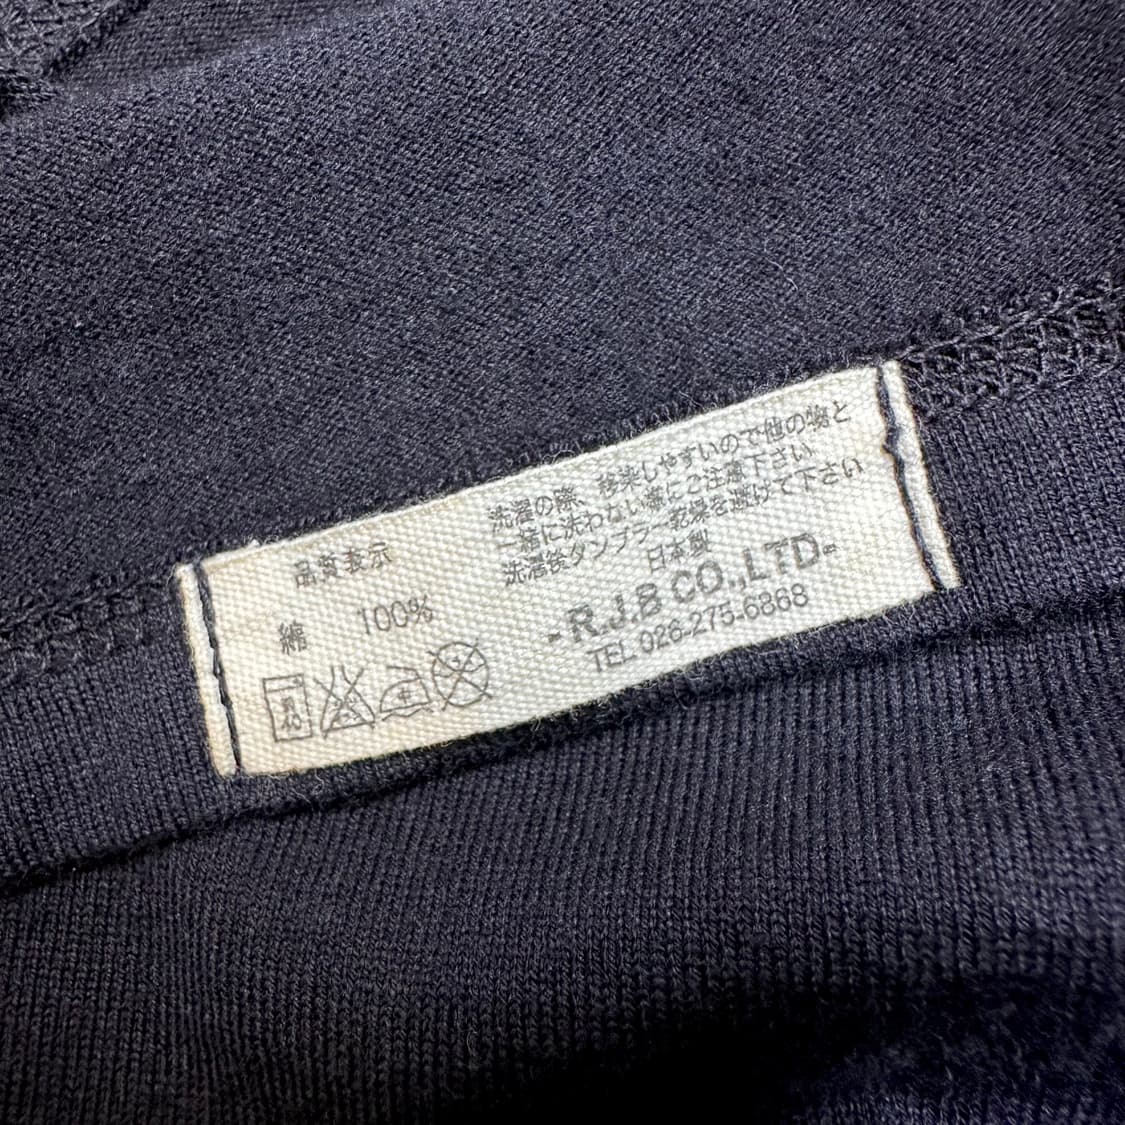 品質表示
綿 100%
洗濯の際、移染しやすいので他の物と
一緒に洗わない様にご注意下さい
洗濯後タンブラー乾燥を避けて下さい
日本製
- R.J.B CO.,LTD-
TEL 026-275-6868